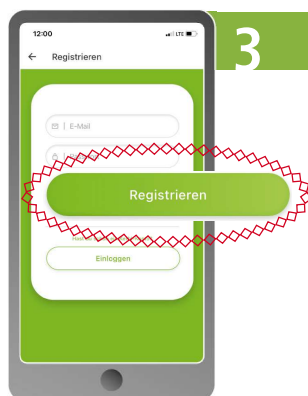 12:00 LTE
3
← Registrieren
E-Mail
Registrieren
Einloggen